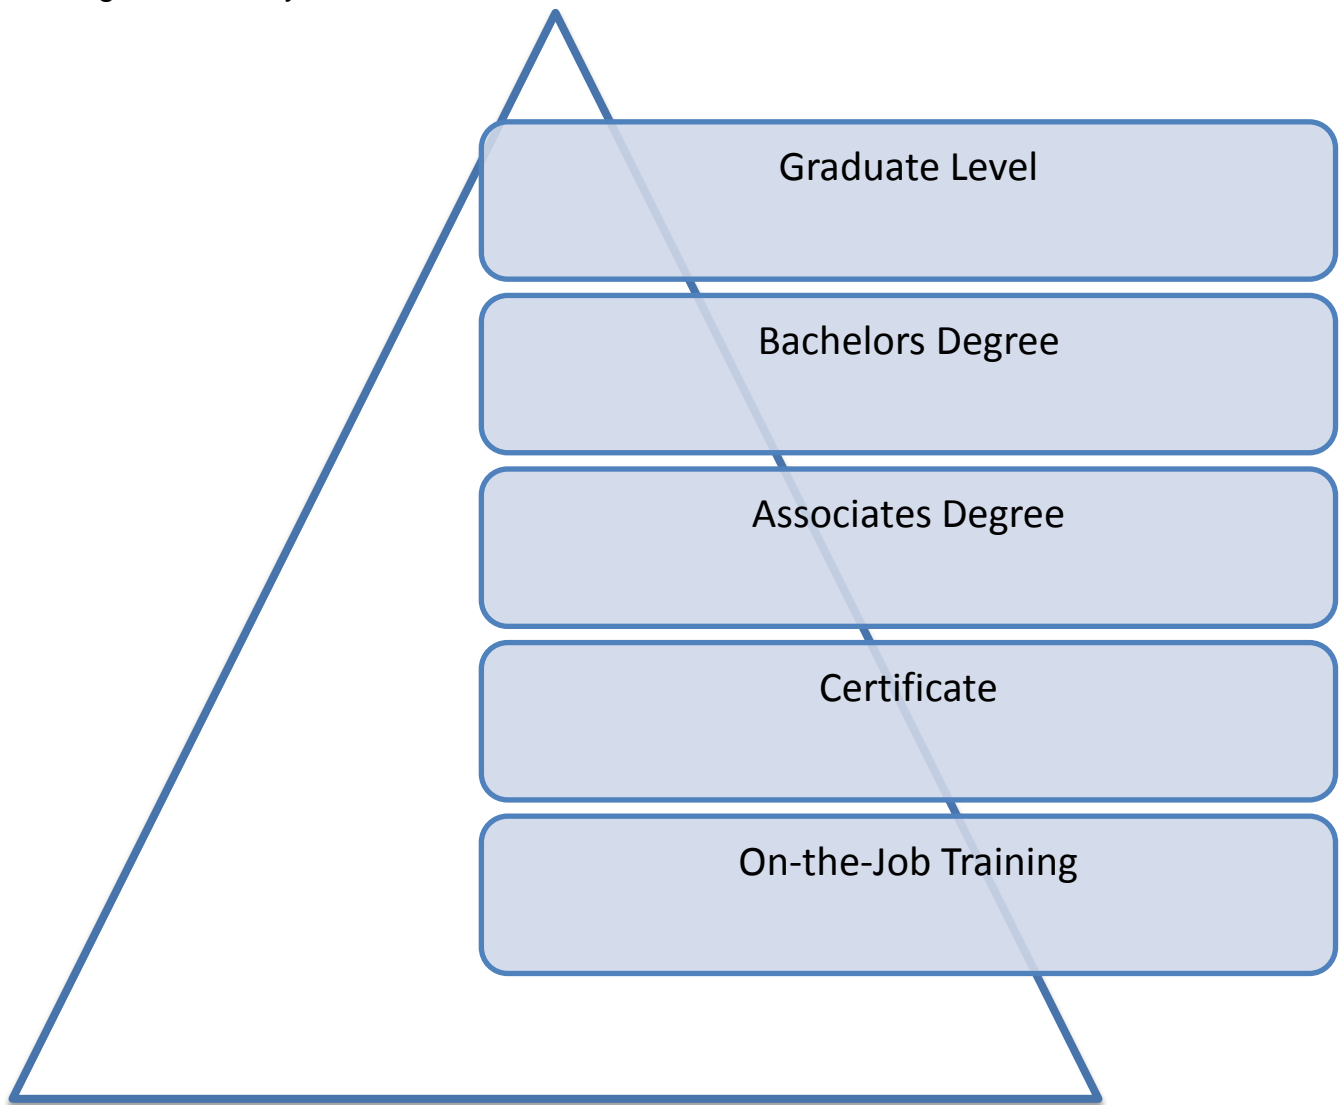 Graduate Level
Bachelors Degree
Associates Degree
Certificate
On-the-Job Training